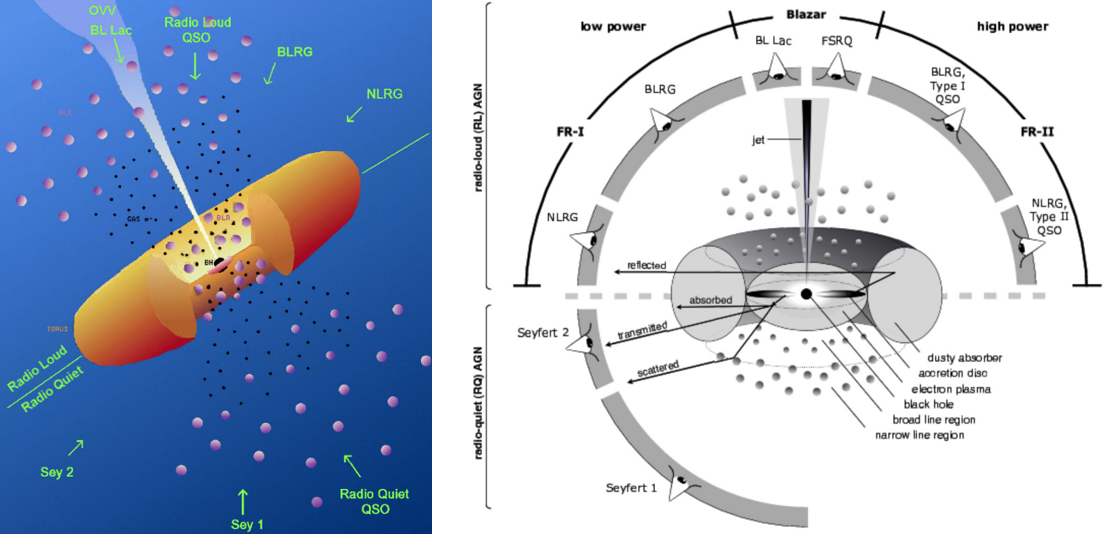 OVV
BL Lac
Radio Loud
QSO
BLRG
NLRG
NLR
GAS
BLR
BH
TORUS
Radio Loud
Radio Quiet
Sey 2
Sey 1
Radio Quiet
QSO
low power
Blazar
high power
BL Lac
FSRQ
BLRG
BLRG,
Type I
QSO
jet
FR-I
FR-II
NLRG
NLRG,
Type II
QSO
radio-loud (RL) AGN
reflected
absorbed
transmitted
scattered
Seyfert 2
radio-quiet (RQ) AGN
dusty absorber
accretion disc
electron plasma
black hole
broad line region
narrow line region
Seyfert 1